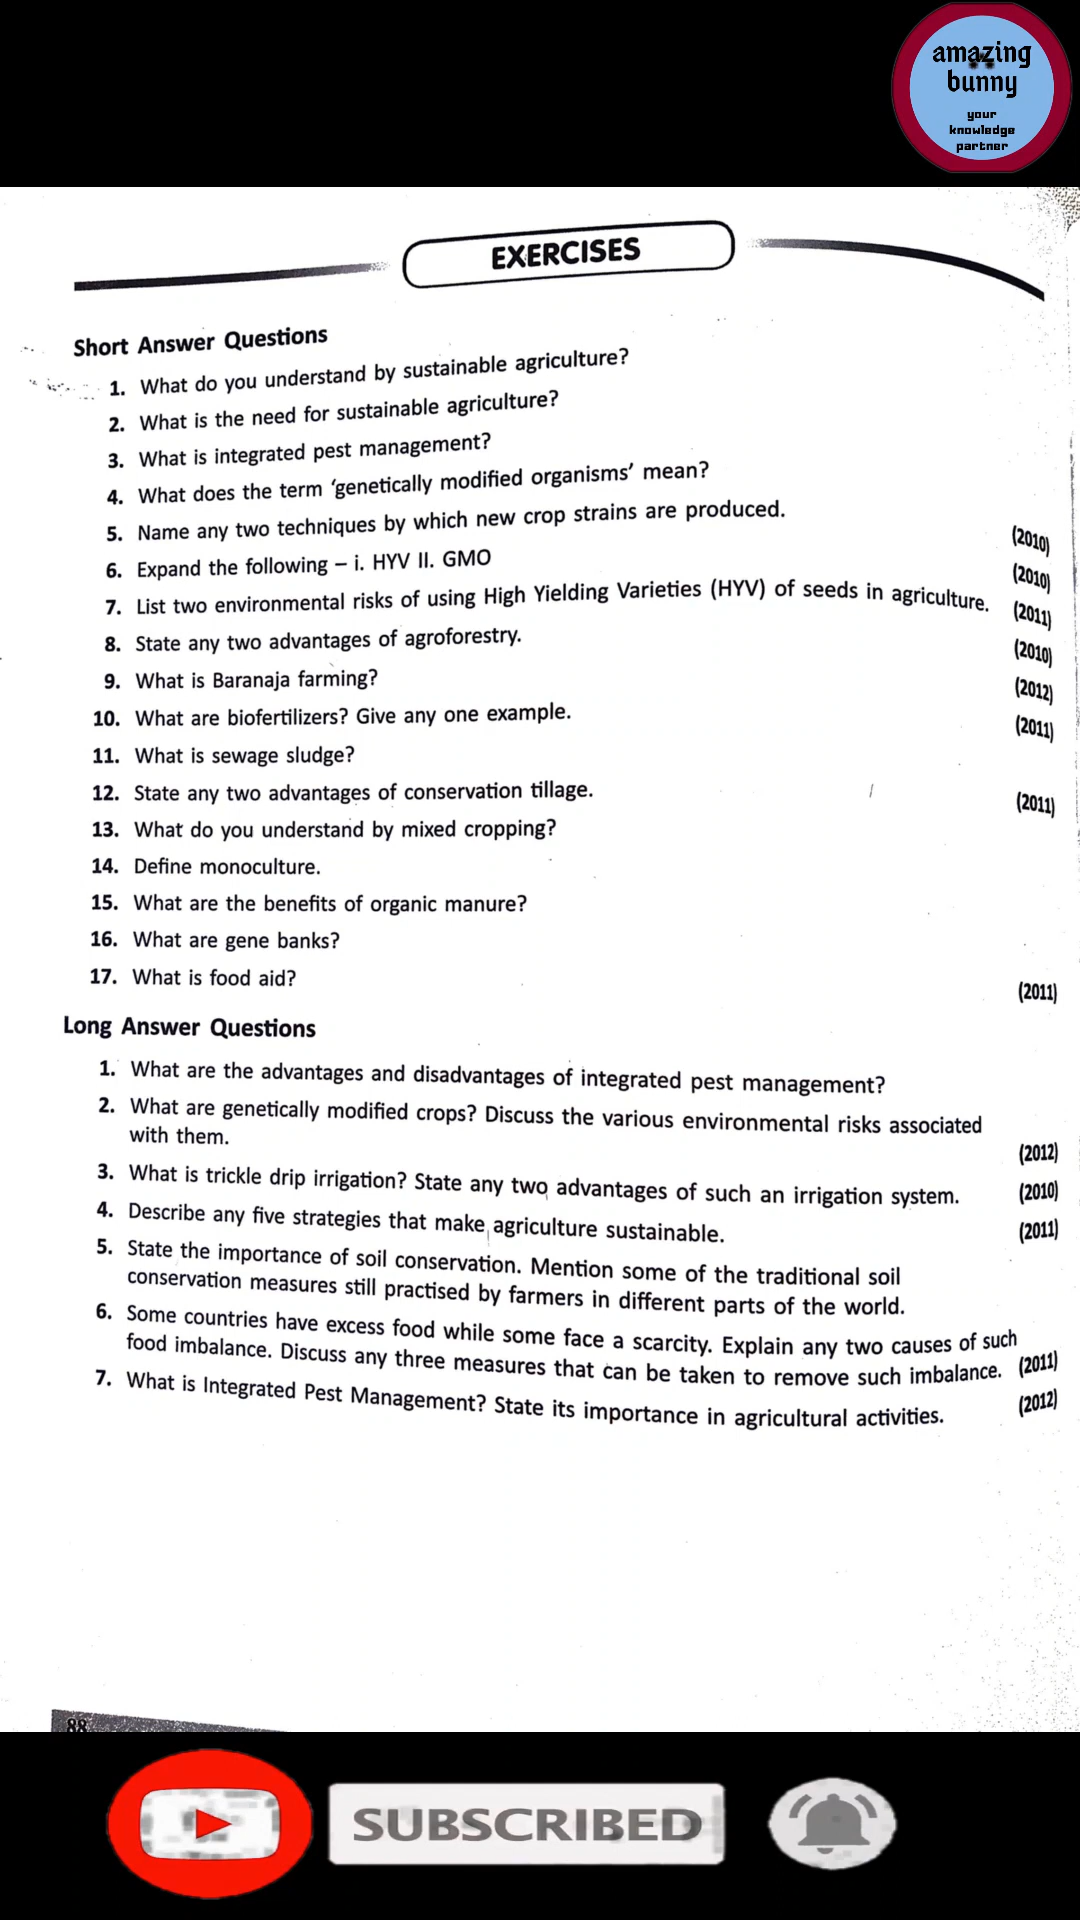 amazing
bunny
your
knowledge
partner
EXERCISES
Short Answer Questions
1. What do you understand by sustainable agriculture?
2. What is the need for sustainable agriculture?
3. What is integrated pest management?
4. What does the term ‘genetically modified organisms’ mean?
5. Name any two techniques by which new crop strains are produced. (2010)
6. Expand the following – i. HYV II. GMO (2010)
7. List two environmental risks of using High Yielding Varieties (HYV) of seeds in agriculture. (2011)
8. State any two advantages of agroforestry. (2010)
9. What is Baranaja farming? (2012)
10. What are biofertilizers? Give any one example. (2011)
11. What is sewage sludge?
12. State any two advantages of conservation tillage. (2011)
13. What do you understand by mixed cropping?
14. Define monoculture.
15. What are the benefits of organic manure?
16. What are gene banks?
17. What is food aid? (2011)
Long Answer Questions
1. What are the advantages and disadvantages of integrated pest management?
2. What are genetically modified crops? Discuss the various environmental risks associated
with them. (2012)
3. What is trickle drip irrigation? State any two advantages of such an irrigation system. (2010)
4. Describe any five strategies that make agriculture sustainable. (2011)
5. State the importance of soil conservation. Mention some of the traditional soil
conservation measures still practised by farmers in different parts of the world.
6. Some countries have excess food while some face a scarcity. Explain any two causes of such
food imbalance. Discuss any three measures that can be taken to remove such imbalance. (2011)
7. What is Integrated Pest Management? State its importance in agricultural activities. (2012)
88
SUBSCRIBED